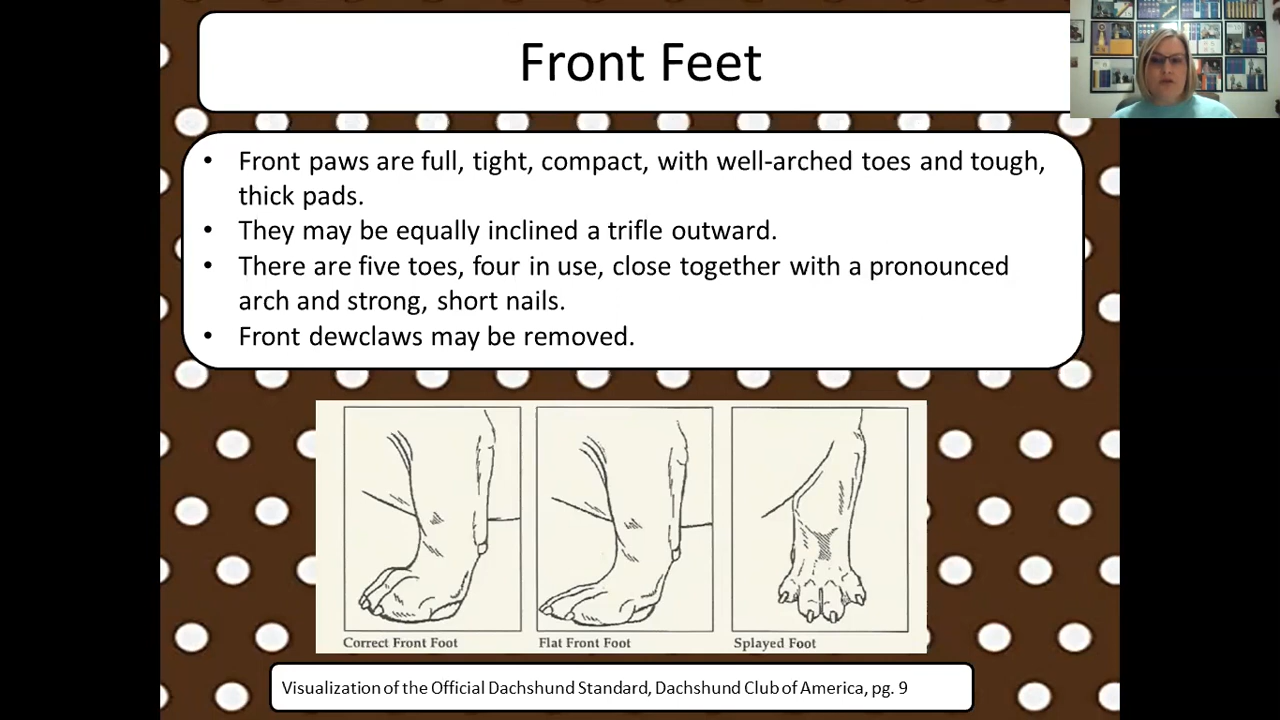 Front Feet
• Front paws are full, tight, compact, with well-arched toes and tough,
thick pads.
• They may be equally inclined a trifle outward.
• There are five toes, four in use, close together with a pronounced
arch and strong, short nails.
• Front dewclaws may be removed.
Correct Front Foot
Flat Front Foot
Splayed Foot
Visualization of the Official Dachshund Standard, Dachshund Club of America, pg. 9